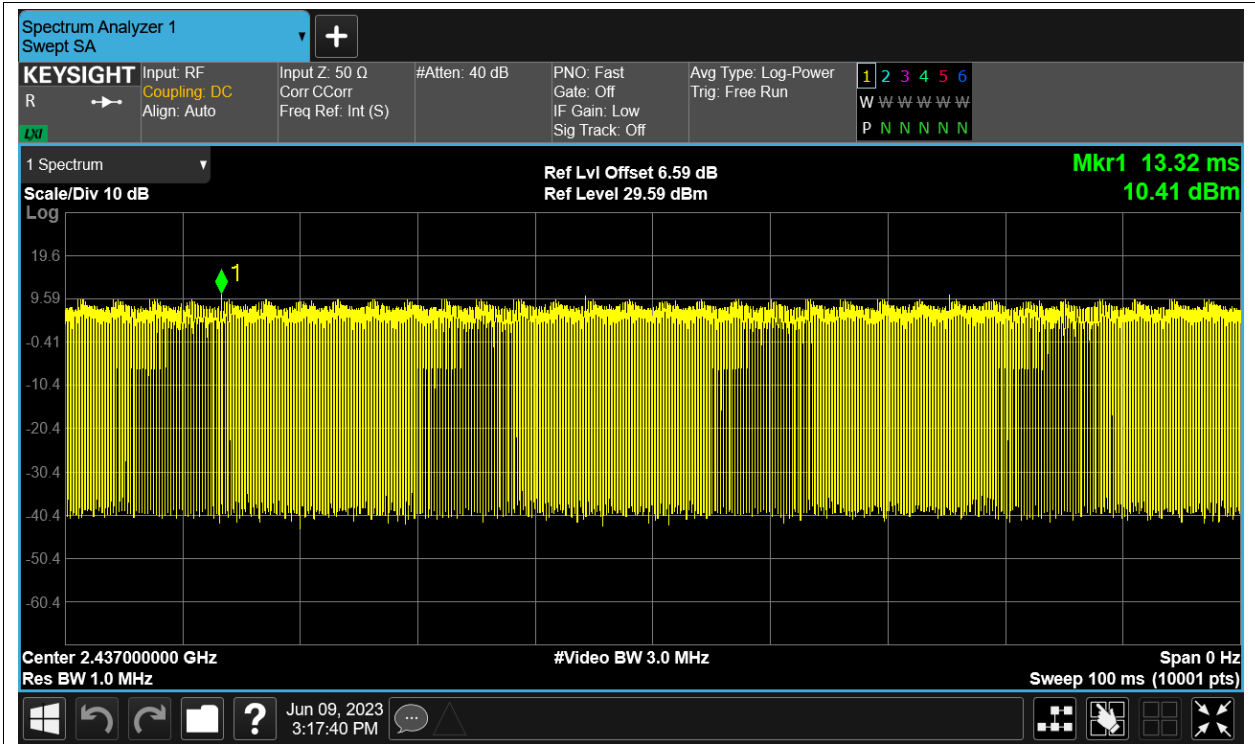 Spectrum Analyzer 1
Swept SA
KEYSIGHT
R
LXI
Input: RF
Coupling: DC
Align: Auto
Input Z: 50 Ω
Corr CCorr
Freq Ref: Int (S)
#Atten: 40 dB
PNO: Fast
Gate: Off
IF Gain: Low
Sig Track: Off
Avg Type: Log-Power
Trig: Free Run
1 2 3 4 5 6
W W W W W W
P N N N N N
1 Spectrum
Scale/Div 10 dB
Log
Ref Lvl Offset 6.59 dB
Ref Level 29.59 dBm
Mkr1 13.32 ms
10.41 dBm
19.6
1
9.59
-0.41
-10.4
-20.4
-30.4
-40.4
-50.4
-60.4
Center 2.437000000 GHz
Res BW 1.0 MHz
#Video BW 3.0 MHz
Span 0 Hz
Sweep 100 ms (10001 pts)
?
Jun 09, 2023
3:17:40 PM